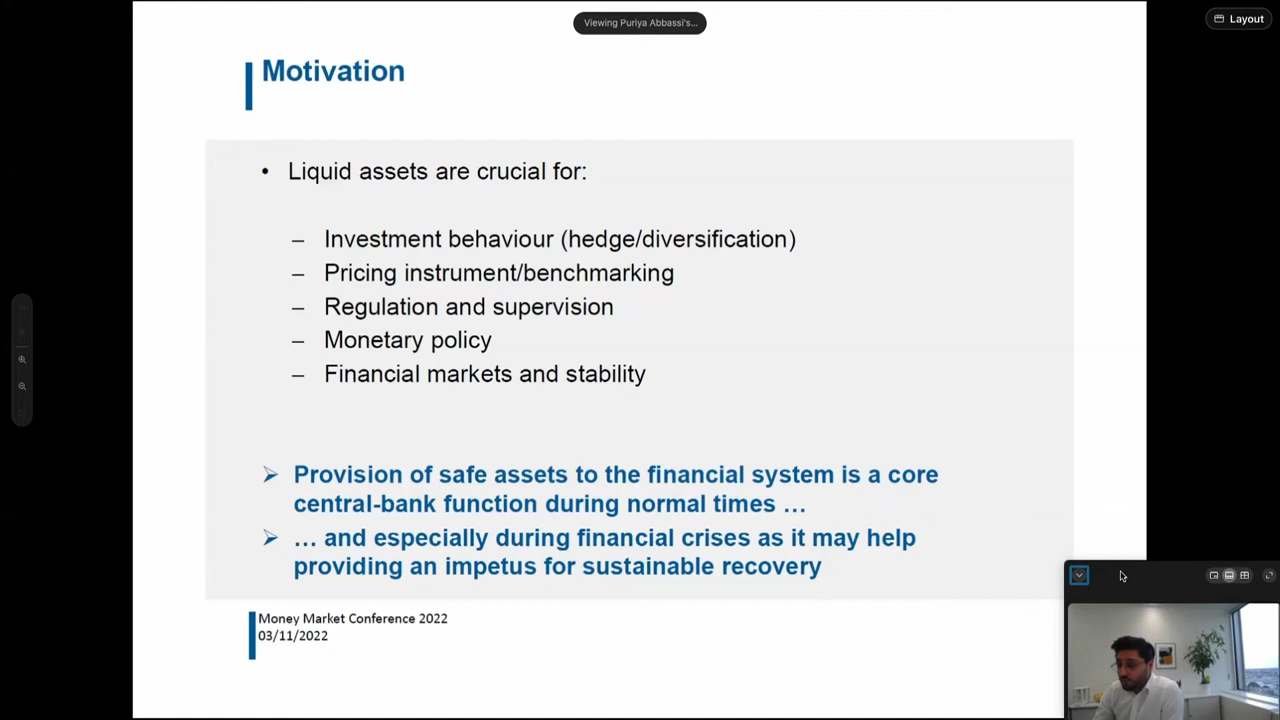 Viewing Puriya Abbassi's...
Layout
Motivation
• Liquid assets are crucial for:
– Investment behaviour (hedge/diversification)
– Pricing instrument/benchmarking
– Regulation and supervision
– Monetary policy
– Financial markets and stability
➢ Provision of safe assets to the financial system is a core
central-bank function during normal times …
➢ … and especially during financial crises as it may help
providing an impetus for sustainable recovery
Money Market Conference 2022
03/11/2022